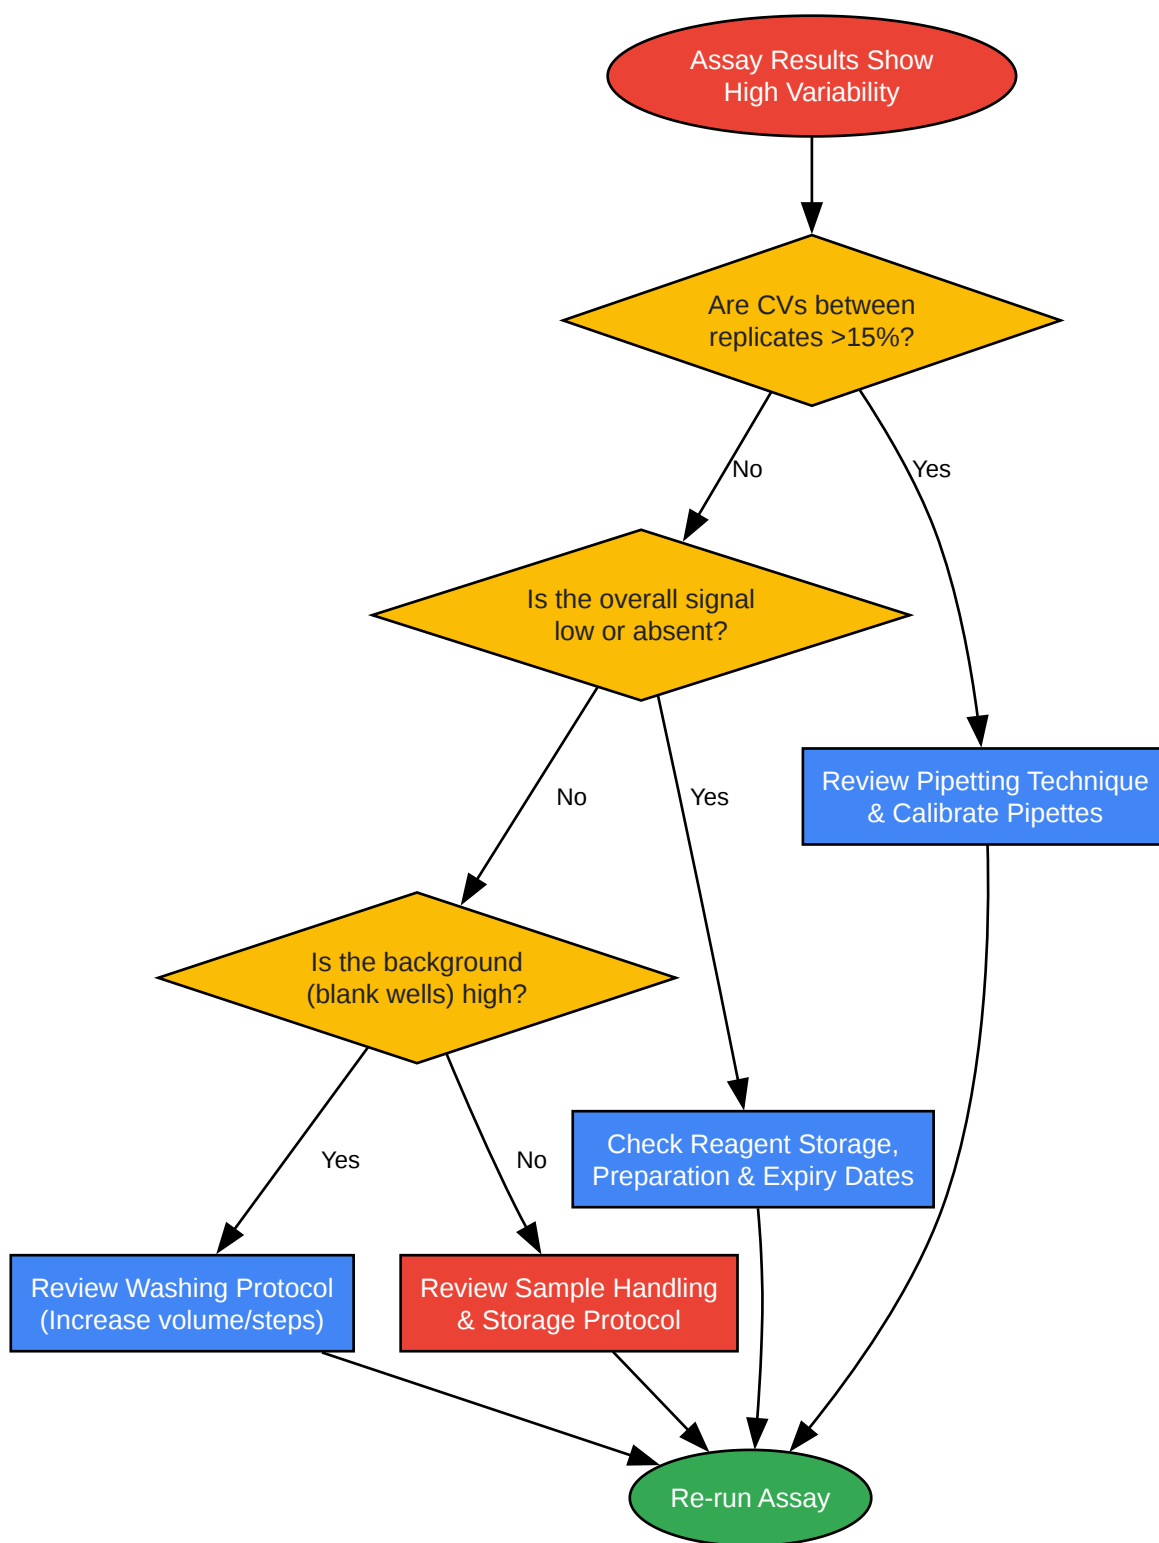 Assay Results Show
High Variability
Are CVs between
replicates >15%?
No
Yes
Is the overall signal
low or absent?
No
Yes
Review Pipetting Technique
& Calibrate Pipettes
Is the background
(blank wells) high?
Yes
No
Check Reagent Storage,
Preparation & Expiry Dates
Review Washing Protocol
(Increase volume/steps)
Review Sample Handling
& Storage Protocol
Re-run Assay